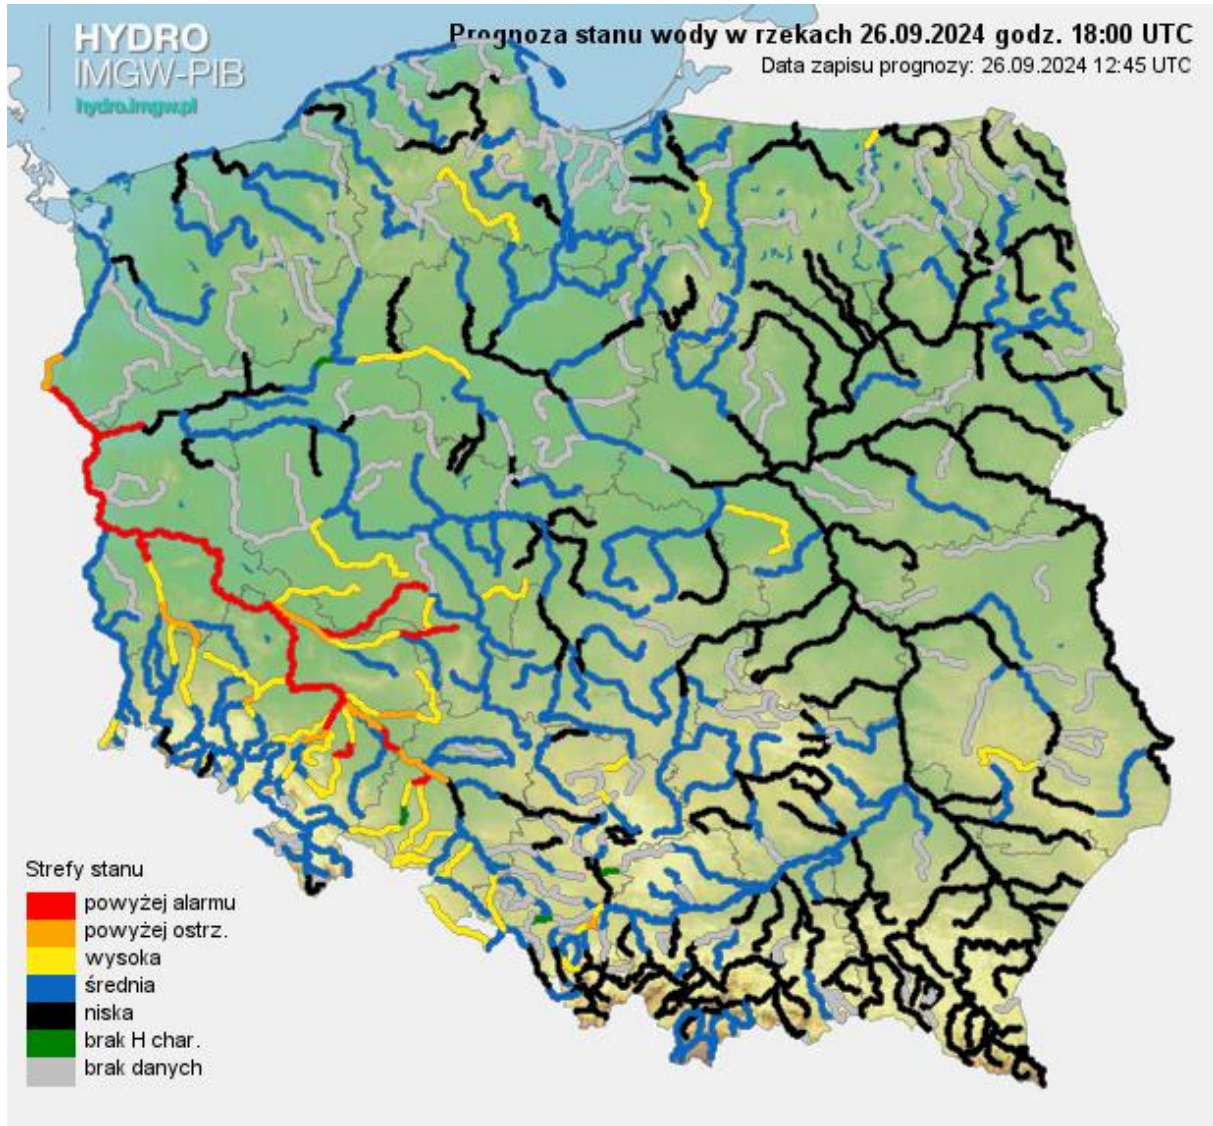 HYDRO
IMGW-PIB
hydro.imgw.pl
Prognoza stanu wody w rzekach 26.09.2024 godz. 18:00 UTC
Data zapisu prognozy: 26.09.2024 12:45 UTC
Strefy stanu
powyżej alarmu
powyżej ostrz.
wysoka
średnia
niska
brak H char.
brak danych